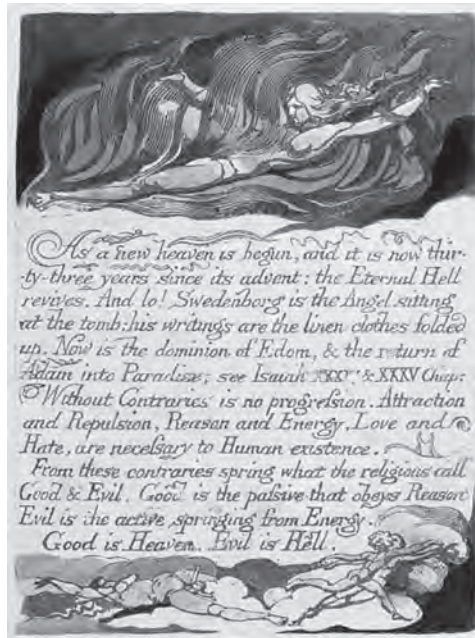 As a new heaven is begun, and it is now thir-
-ty-three years since its advent: the Eternal Hell
revives. And lo! Swedenborg is the Angel sitting
at the tomb: his writings are the linen clothes folded
up. Now is the dominion of Edom, & the return of
Adam into Paradise; see Isaiah & XXXV Chap:
Without Contraries is no progression. Attraction
and Repulsion, Reason and Energy, Love and
Hate, are necessary to Human existence.
From these contraries spring what the religious call
Good & Evil. Good is the passive that obeys Reason
Evil is the active springing from Energy.
Good is Heaven. Evil is Hell.